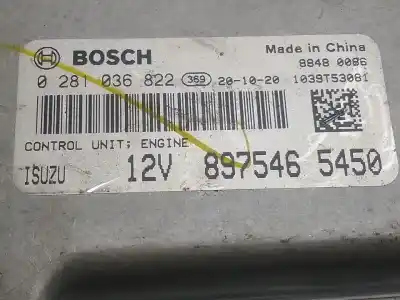 BOSCH
Made in China
8848 0086
0 281 036 822 369 20-10-20 1039T53081
CONTROL UNIT; ENGINE
ISUZU 12V 897546 5450